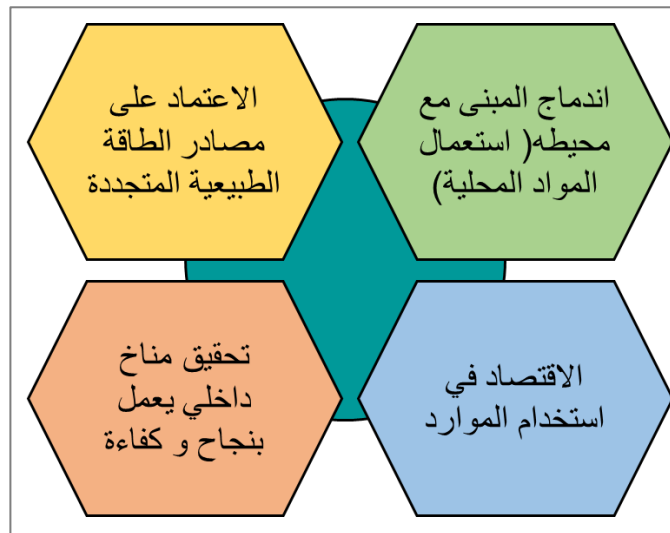 اندماج المبنى مع
محيطه( استعمال
المواد المحلية)
الاعتماد على
مصادر الطاقة
الطبيعية المتجددة
الاقتصاد في
استخدام الموارد
تحقيق مناخ
داخلي يعمل
بنجاح و كفاءة